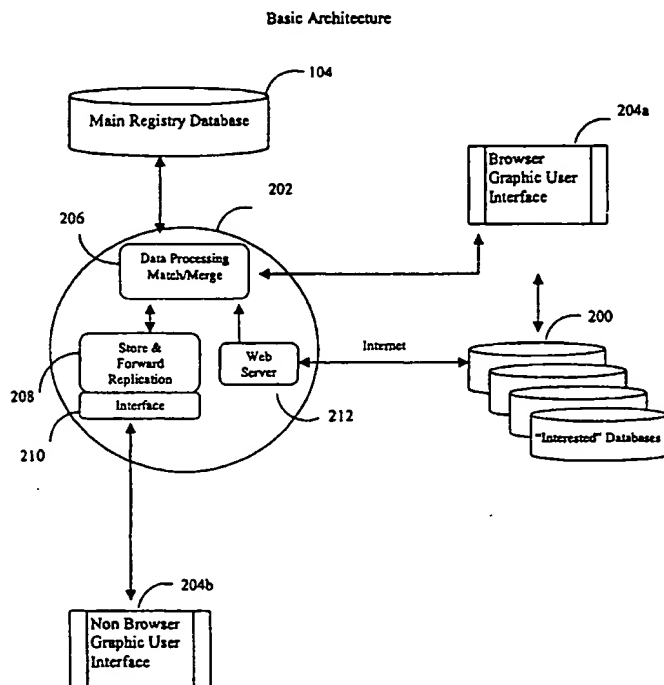 Basic Architecture
104
Main Registry Database
204a
Browser
Graphic User
Interface
202
206
Data Processing
Match/Merge
Store &
Forward
Replication
208
Interface
210
Web
Server
212
Internet
200
"Interested" Databases
204b
Non Browser
Graphic User
Interface